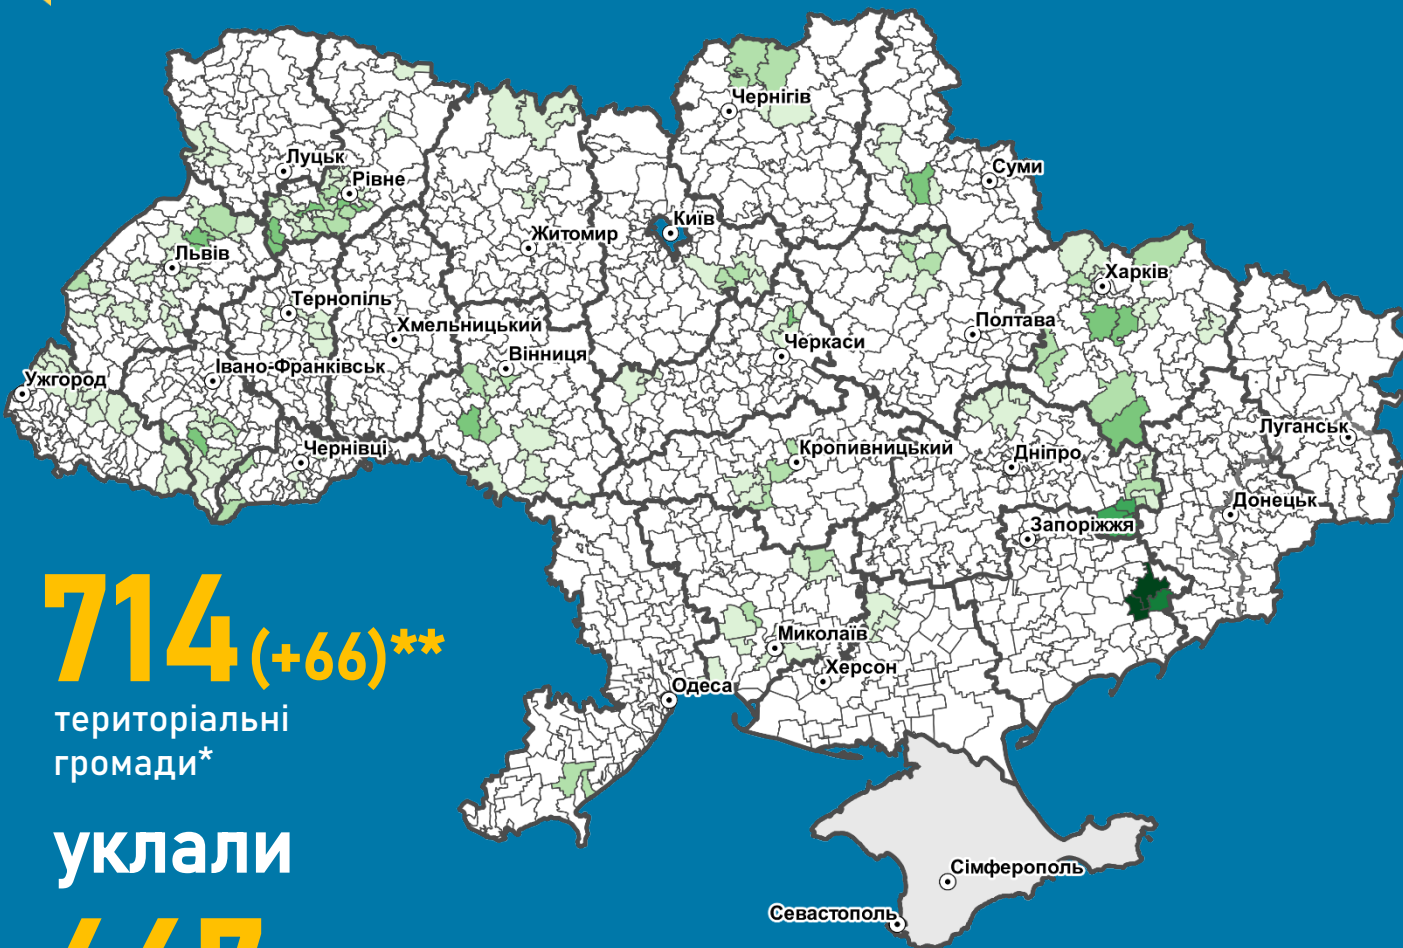 Чернігів
Луцьк
Суми
Рівне
Київ
Житомир
Львів
Харків
Тернопіль
Хмельницький
Полтава
Черкаси
Вінниця
Івано-Франківськ
Ужгород
Луганськ
Чернівці
Кропивницький
Дніпро
Донецьк
Запоріжжя
714 (+66)**
територіальні
громади*
Миколаїв
Херсон
Одеса
уклали
Сімферополь
Севастополь